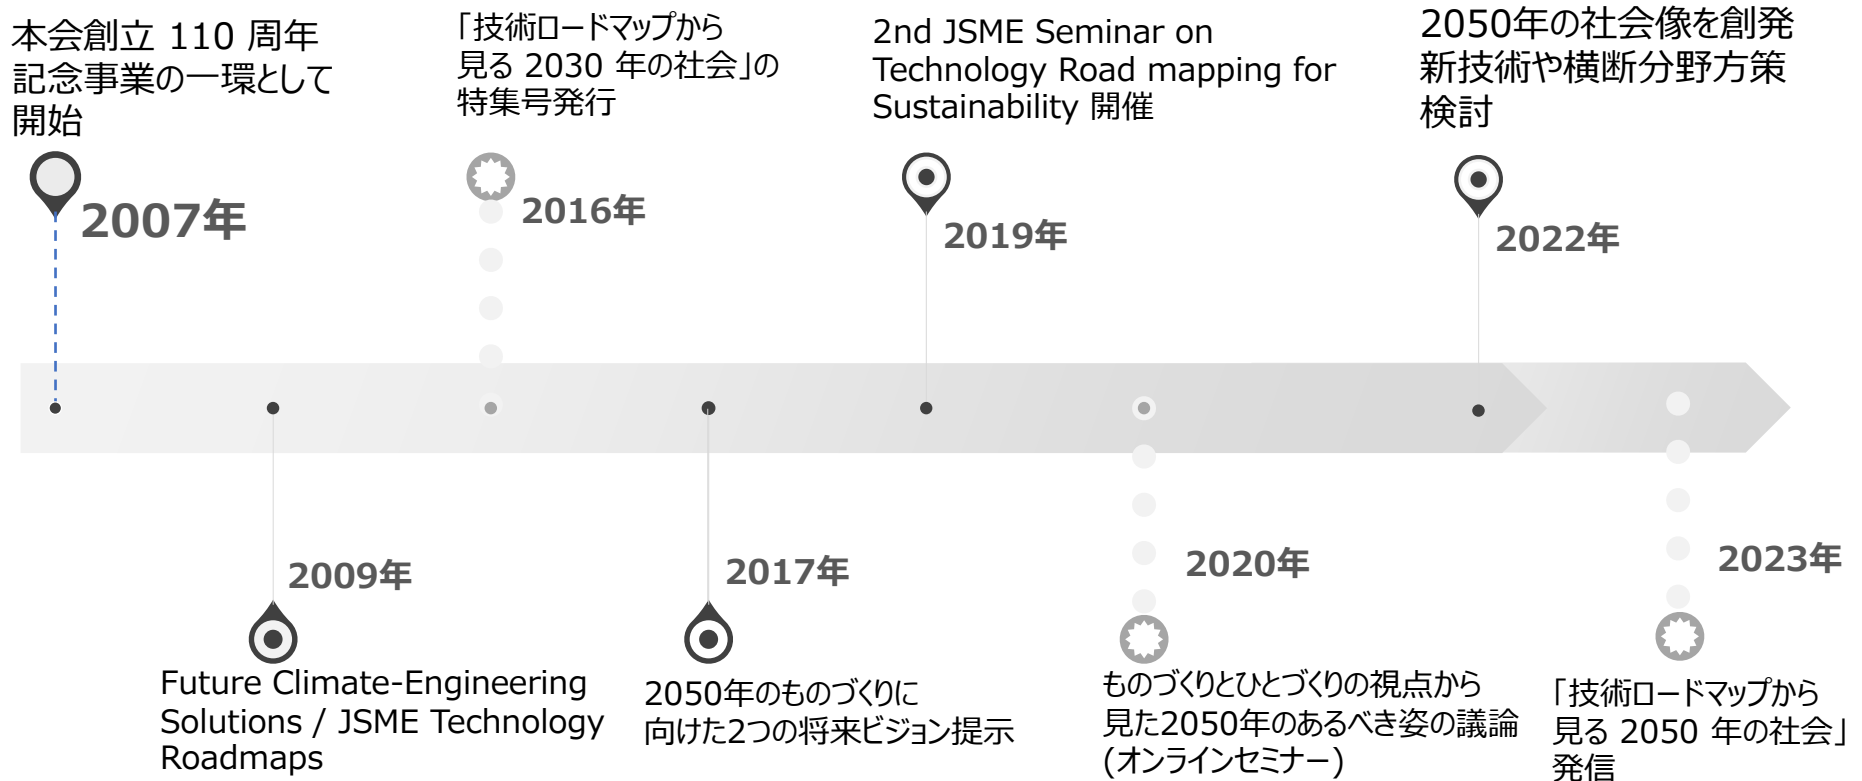 本会創立 110 周年
記念事業の一環として
開始
2007年
「技術ロードマップから
見る 2030 年の社会」の
特集号発行
2016年
2nd JSME Seminar on
Technology Road mapping for
Sustainability 開催
2019年
2050年の社会像を創発
新技術や横断分野方策
検討
2022年
2009年
Future Climate-Engineering
Solutions / JSME Technology
Roadmaps
2017年
2050年のものづくりに
向けた2つの将来ビジョン提示
2020年
ものづくりとひとづくりの視点から
見た2050年のあるべき姿の議論
(オンラインセミナー)
2023年
「技術ロードマップから
見る 2050 年の社会」
発信